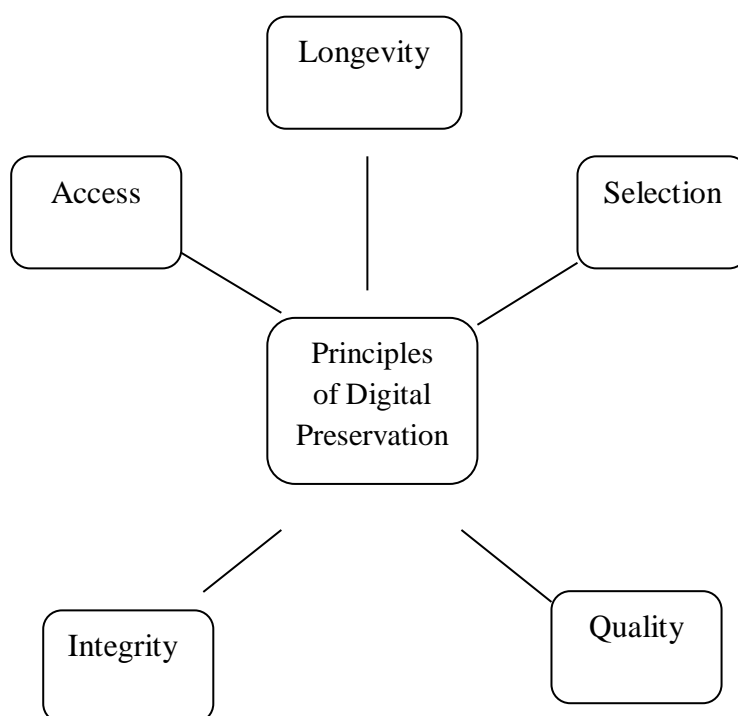 Longevity
Access
Selection
Principles
of Digital
Preservation
Integrity
Quality